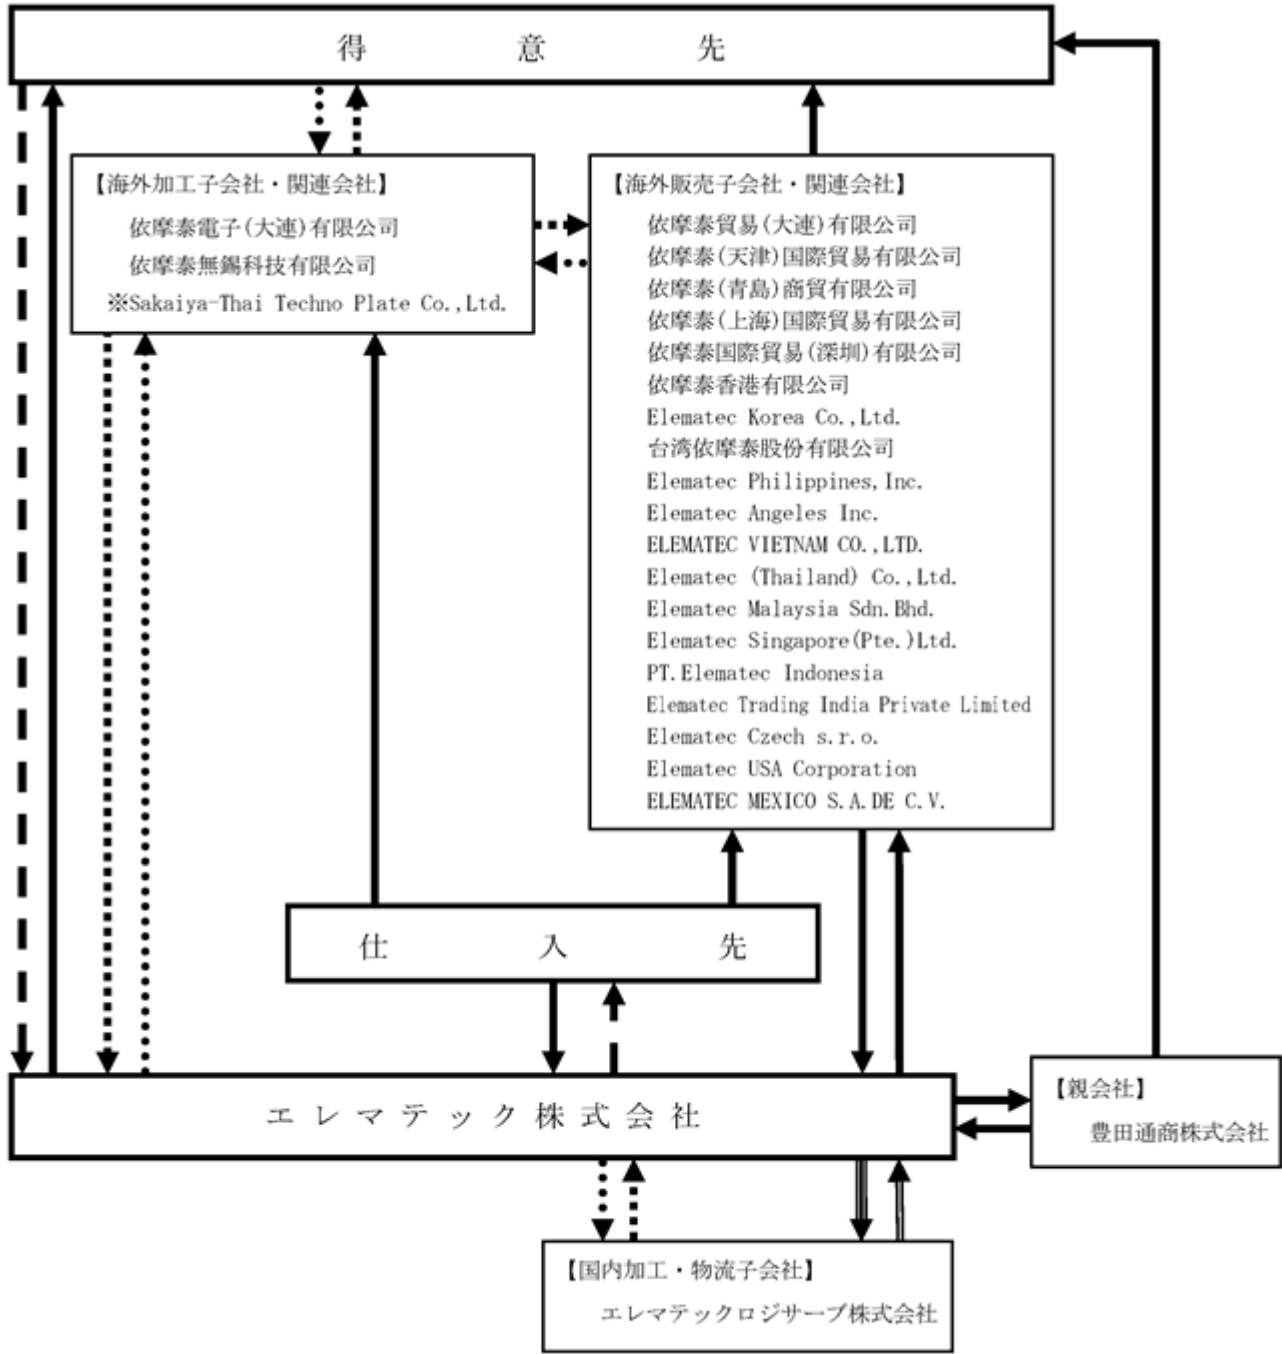 得意先
【海外加工子会社・関連会社】
依摩泰電子(大連)有限公司
依摩泰無錫科技有限公司
※Sakaiya-Thai Techno Plate Co.,Ltd.
【海外販売子会社・関連会社】
依摩泰貿易(大連)有限公司
依摩泰(天津)国際貿易有限公司
依摩泰(青島)商貿有限公司
依摩泰(上海)国際貿易有限公司
依摩泰国際貿易(深圳)有限公司
依摩泰香港有限公司
Elematec Korea Co.,Ltd.
台湾依摩泰股份有限公司
Elematec Philippines,Inc.
Elematec Angeles Inc.
ELEMATEC VIETNAM CO.,LTD.
Elematec (Thailand) Co.,Ltd.
Elematec Malaysia Sdn.Bhd.
Elematec Singapore(Pte.)Ltd.
PT.Elematec Indonesia
Elematec Trading India Private Limited
Elematec Czech s.r.o.
Elematec USA Corporation
ELEMATEC MEXICO S.A.DE C.V.
仕入先
エレマテック株式会社
【親会社】
豊田通商株式会社
【国内加工・物流子会社】
エレマテックロジサーブ株式会社